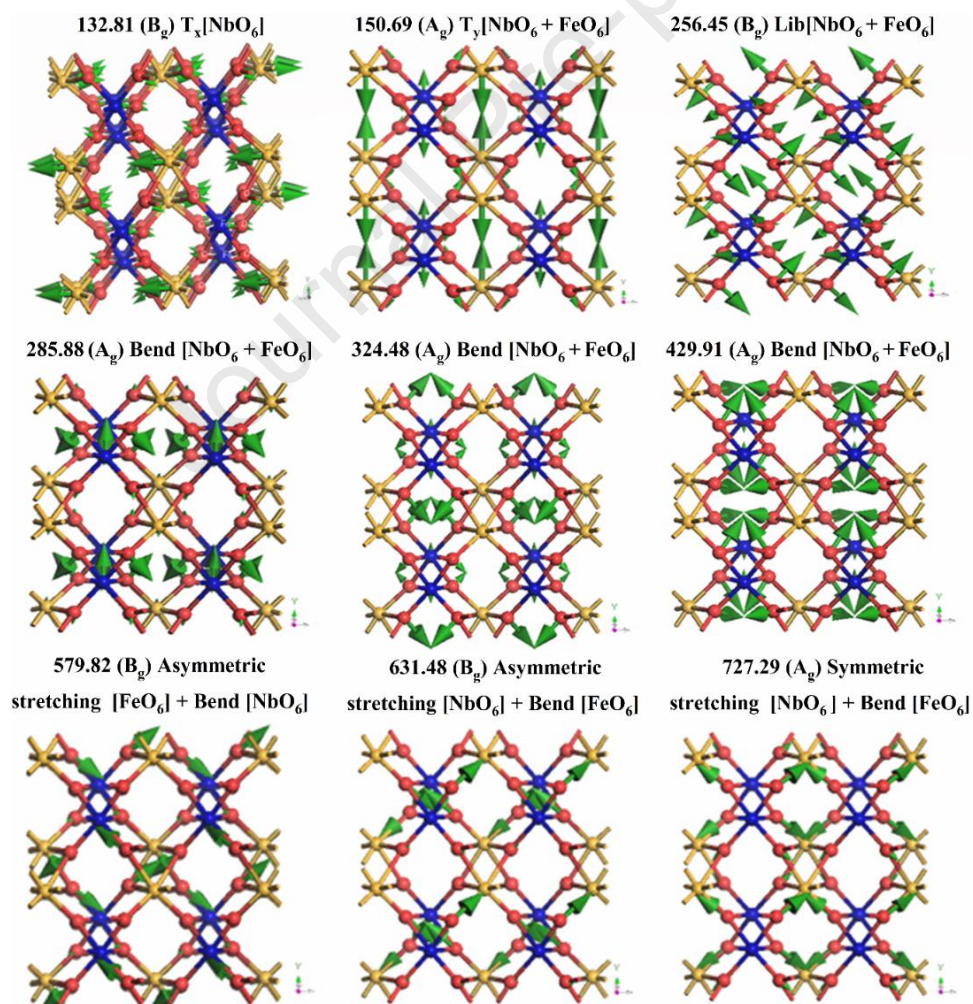 132.81 (Bg) Tx[NbO6]
150.69 (Ag) Ty[NbO6 + FeO6]
256.45 (Bg) Lib[NbO6 + FeO6]
285.88 (Ag) Bend [NbO6 + FeO6]
324.48 (Ag) Bend [NbO6 + FeO6]
429.91 (Ag) Bend [NbO6 + FeO6]
579.82 (Bg) Asymmetric
stretching [FeO6] + Bend [NbO6]
631.48 (Bg) Asymmetric
stretching [NbO6] + Bend [FeO6]
727.29 (Ag) Symmetric
stretching [NbO6] + Bend [FeO6]
Journal Pre-p